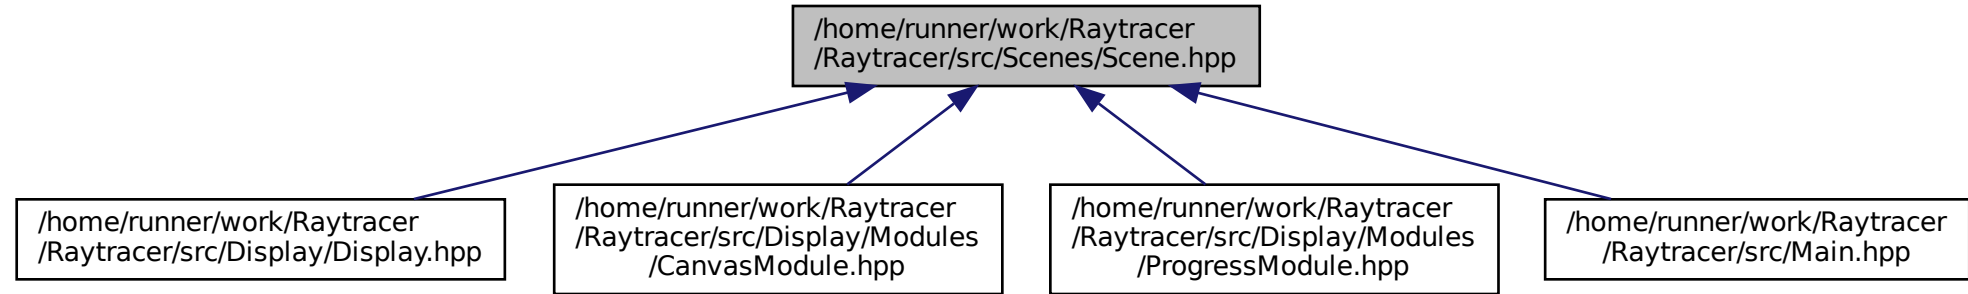 /home/runner/work/Raytracer
/Raytracer/src/Scenes/Scene.hpp
/home/runner/work/Raytracer
/Raytracer/src/Display/Display.hpp
/home/runner/work/Raytracer
/Raytracer/src/Display/Modules
/CanvasModule.hpp
/home/runner/work/Raytracer
/Raytracer/src/Display/Modules
/ProgressModule.hpp
/home/runner/work/Raytracer
/Raytracer/src/Main.hpp